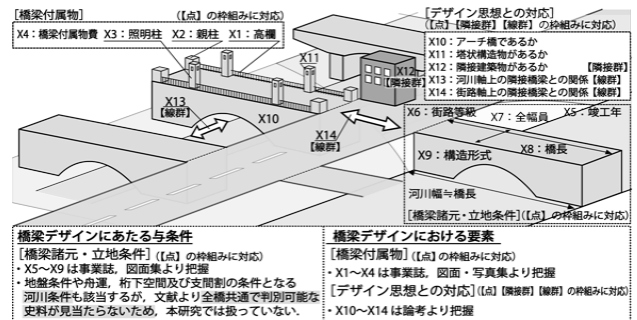 [橋梁付属物]
(【点】の枠組みに対応)
X4：橋梁付属物費 X3：照明柱 X2：親柱 X1：高欄
[デザイン思想との対応]
(【点】【隣接群】【線群】の枠組みに対応)
X10：アーチ橋であるか
X11：塔状構造物があるか
X12：隣接建築物があるか 【隣接群】
X13：河川軸上の隣接橋梁との関係【線群】
X14：街路軸上の隣接橋梁との関係【線群】
X11
X12
【隣接群】
X13
【線群】
X10
X14
【線群】
X6：街路等級
X7：全幅員
X5：竣工年
X8：橋長
X9：構造形式
河川幅≒橋長
[橋梁諸元・立地条件](【点】の枠組みに対応)
橋梁デザインにあたる与条件
[橋梁諸元・立地条件](【点】の枠組みに対応)
・X5～X9は事業誌，図面集より把握
・地盤条件や舟運，桁下空間及び支間割の条件となる
河川条件も該当するが，文献より全橋共通で判別可能な
史料が見当たらないため，本研究では扱っていない．
橋梁デザインにおける要素
[橋梁付属物](【点】の枠組みに対応)
・X1～X4は事業誌，図面・写真集より把握
[デザイン思想との対応](【点】【隣接群】【線群】の枠組みに対応)
・X10～X14は論考より把握